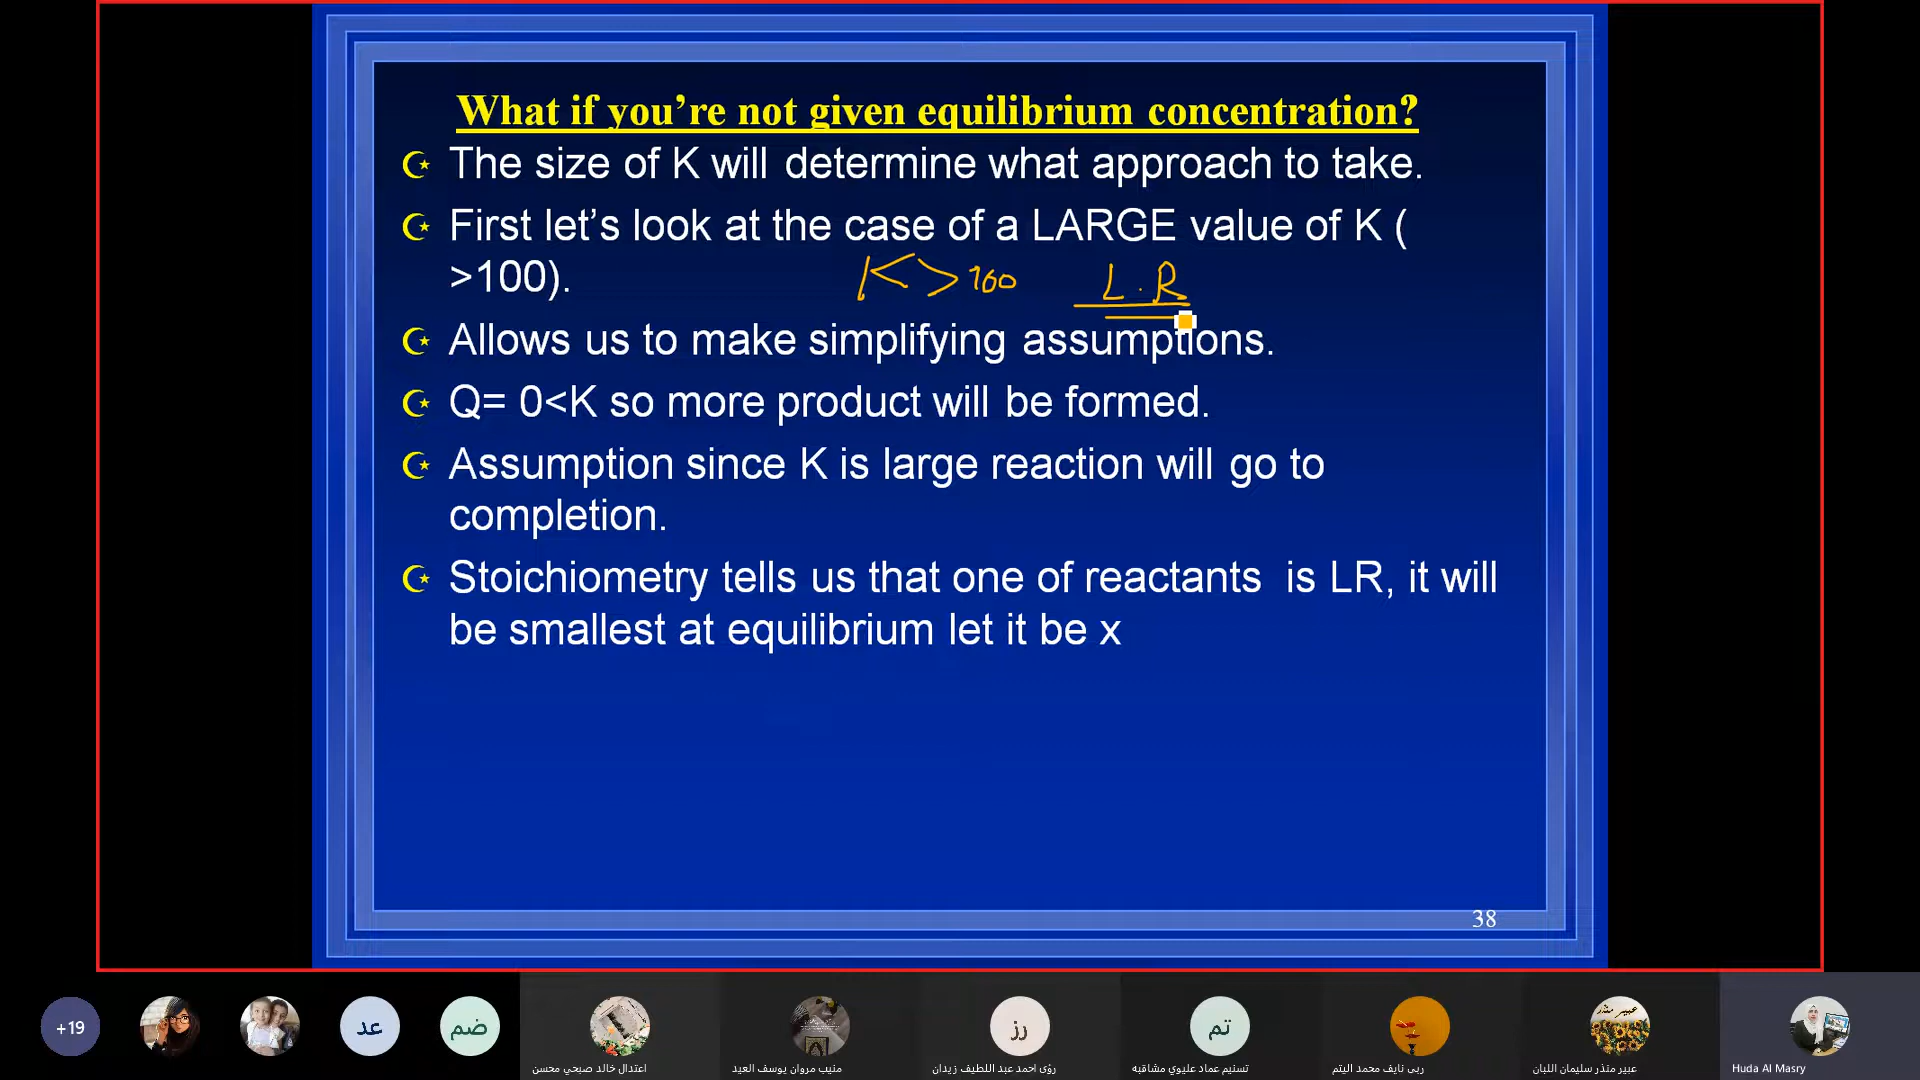 What if you're not given equilibrium concentration?
The size of K will determine what approach to take.
First let's look at the case of a LARGE value of K (
>100).
K > 100 L.R
Allows us to make simplifying assumptions.
Q= 0<K so more product will be formed.
Assumption since K is large reaction will go to
completion.
Stoichiometry tells us that one of reactants is LR, it will
be smallest at equilibrium let it be x
38
+19
عد
ضم
رز
تم
اعتدال خالد صبحي محسن
منيب مروان يوسف العيد
رؤى احمد عبد اللطيف زيدان
تسنيم عماد عليوي مشاقبه
ربى نايف محمد اليتم
عبير منذر سليمان اللبان
Huda Al Masry